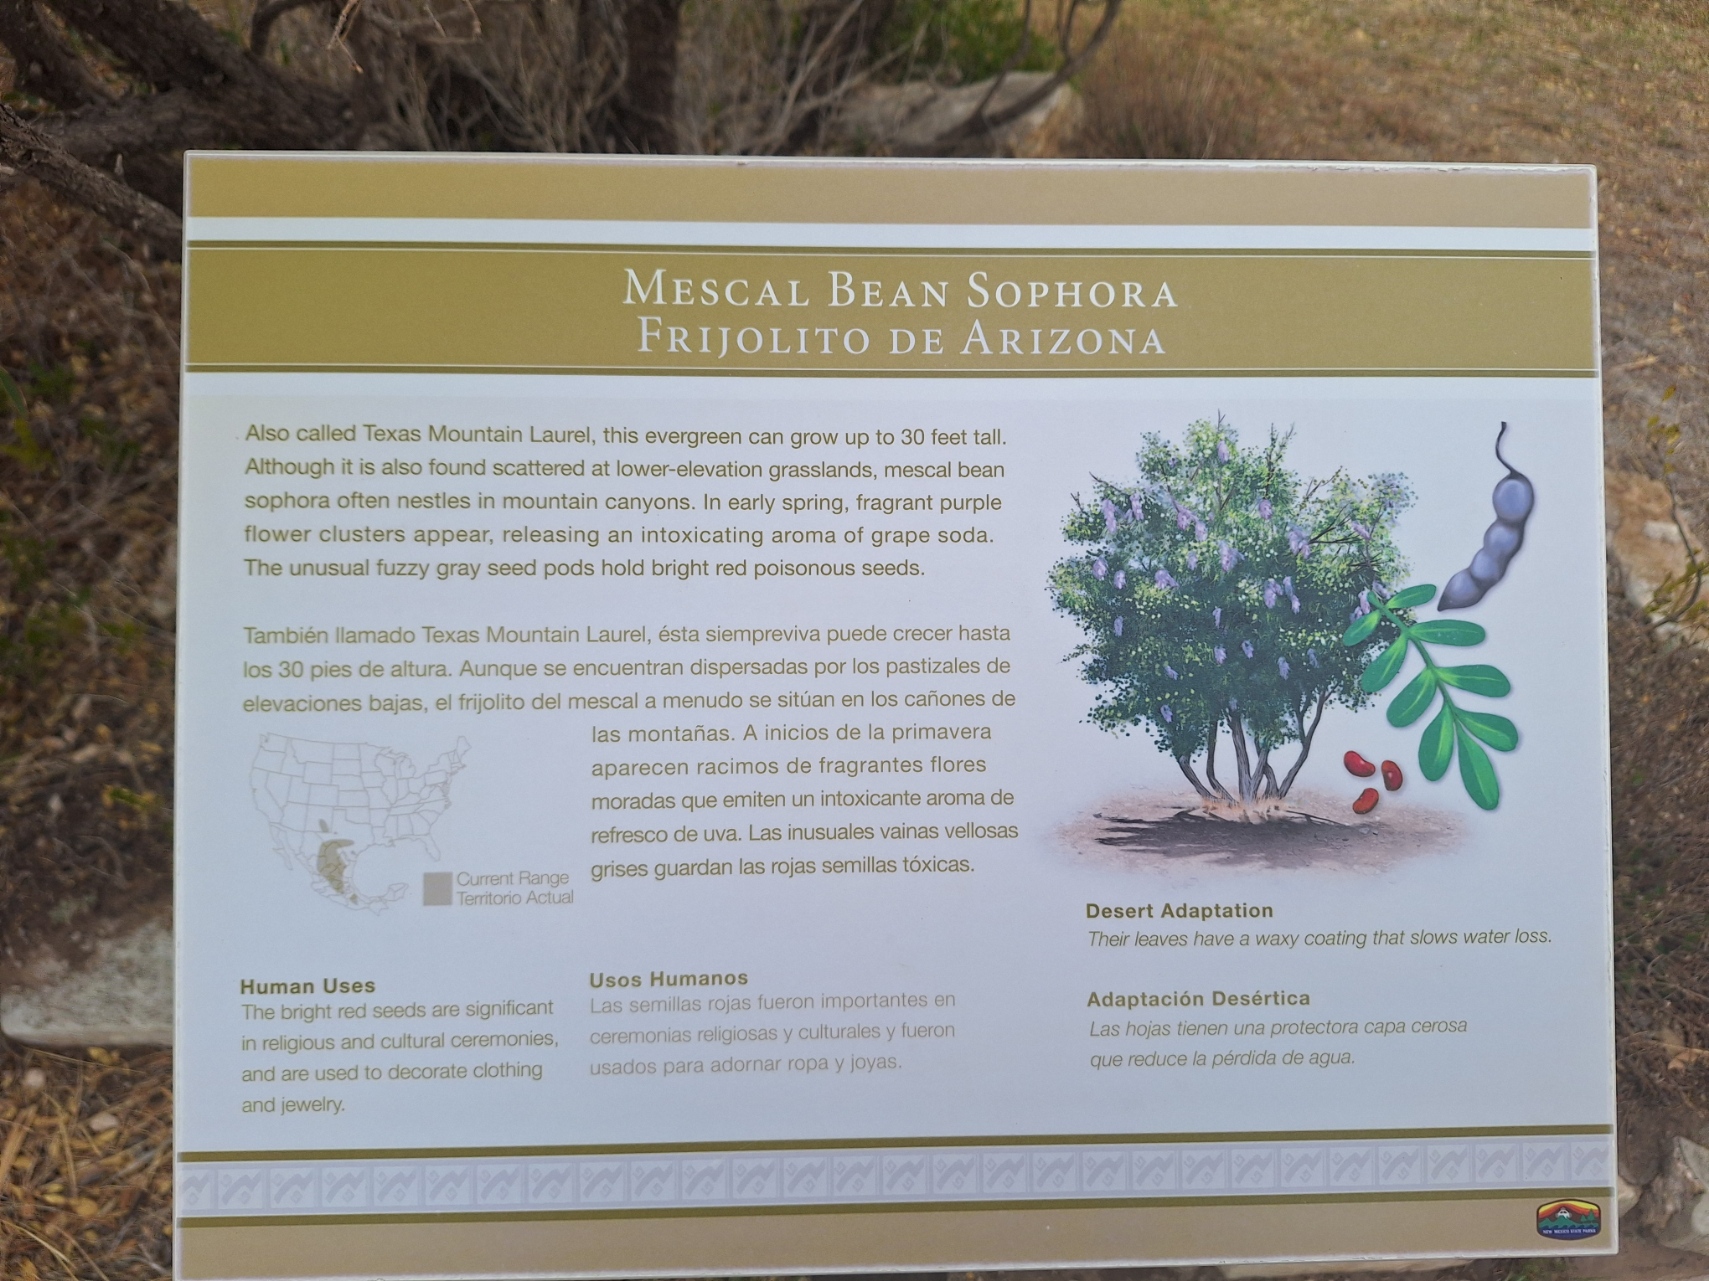 MESCAL BEAN SOPHORA
FRIJOLITO DE ARIZONA
Also called Texas Mountain Laurel, this evergreen can grow up to 30 feet tall.
Although it is also found scattered at lower-elevation grasslands, mescal bean
sophora often nestles in mountain canyons. In early spring, fragrant purple
flower clusters appear, releasing an intoxicating aroma of grape soda.
The unusual fuzzy gray seed pods hold bright red poisonous seeds.
También llamado Texas Mountain Laurel, ésta siempreviva puede crecer hasta
los 30 pies de altura. Aunque se encuentran dispersadas por los pastizales de
elevaciones bajas, el frijolito del mescal a menudo se sitúan en los cañones de
las montañas. A inicios de la primavera
aparecen racimos de fragrantes flores
moradas que emiten un intoxicante aroma de
refresco de uva. Las inusuales vainas vellosas
grises guardan las rojas semillas tóxicas.
Current Range
Territorio Actual
Human Uses
The bright red seeds are significant
in religious and cultural ceremonies,
and are used to decorate clothing
and jewelry.
Usos Humanos
Las semillas rojas fueron importantes en
ceremonias religiosas y culturales y fueron
usados para adornar ropa y joyas.
Desert Adaptation
Their leaves have a waxy coating that slows water loss.
Adaptación Desértica
Las hojas tienen una protectora capa cerosa
que reduce la pérdida de agua.
NEW MEXICO STATE PARKS